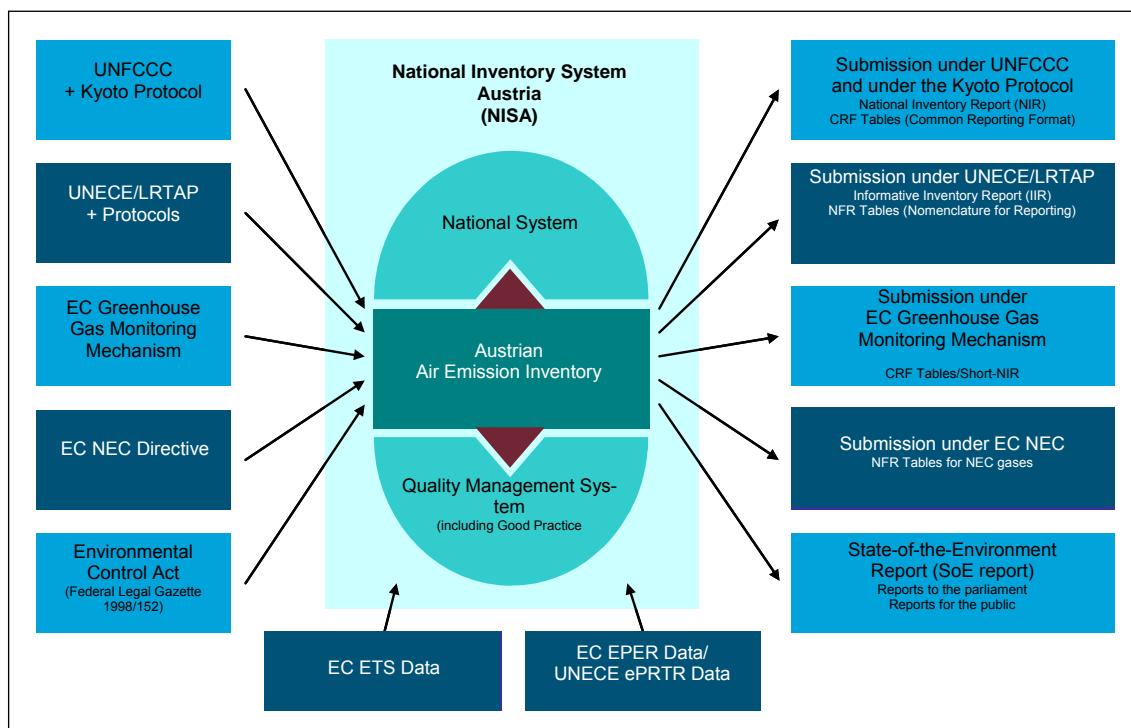 UNFCCC
+ Kyoto Protocol
UNECE/LRTAP
+ Protocols
EC Greenhouse
Gas Monitoring
Mechanism
EC NEC Directive
Environmental
Control Act
(Federal Legal Gazette
1998/152)
National Inventory System
Austria
(NISA)
National System
Austrian
Air Emission Inventory
Quality Management Sys-
tem
(including Good Practice
EC ETS Data
EC EPER Data/
UNECE ePRTR Data
Submission under UNFCCC
and under the Kyoto Protocol
National Inventory Report (NIR)
CRF Tables (Common Reporting Format)
Submission under UNECE/LRTAP
Informative Inventory Report (IIR)
NFR Tables (Nomenclature for Reporting)
Submission under
EC Greenhouse Gas
Monitoring Mechanism
CRF Tables/Short-NIR
Submission under EC NEC
NFR Tables for NEC gases
State-of-the-Environment
Report (SoE report)
Reports to the parliament
Reports for the public